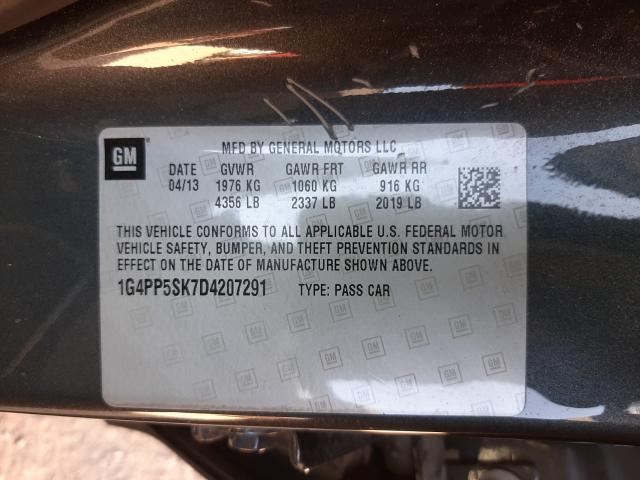 GM
MFD BY GENERAL MOTORS LLC
DATE GVWR GAWR FRT GAWR RR
04/13 1976 KG 1060 KG 916 KG
4356 LB 2337 LB 2019 LB
THIS VEHICLE CONFORMS TO ALL APPLICABLE U.S. FEDERAL MOTOR
VEHICLE SAFETY, BUMPER, AND THEFT PREVENTION STANDARDS IN
EFFECT ON THE DATE OF MANUFACTURE SHOWN ABOVE.
1G4PP5SK7D4207291 TYPE: PASS CAR